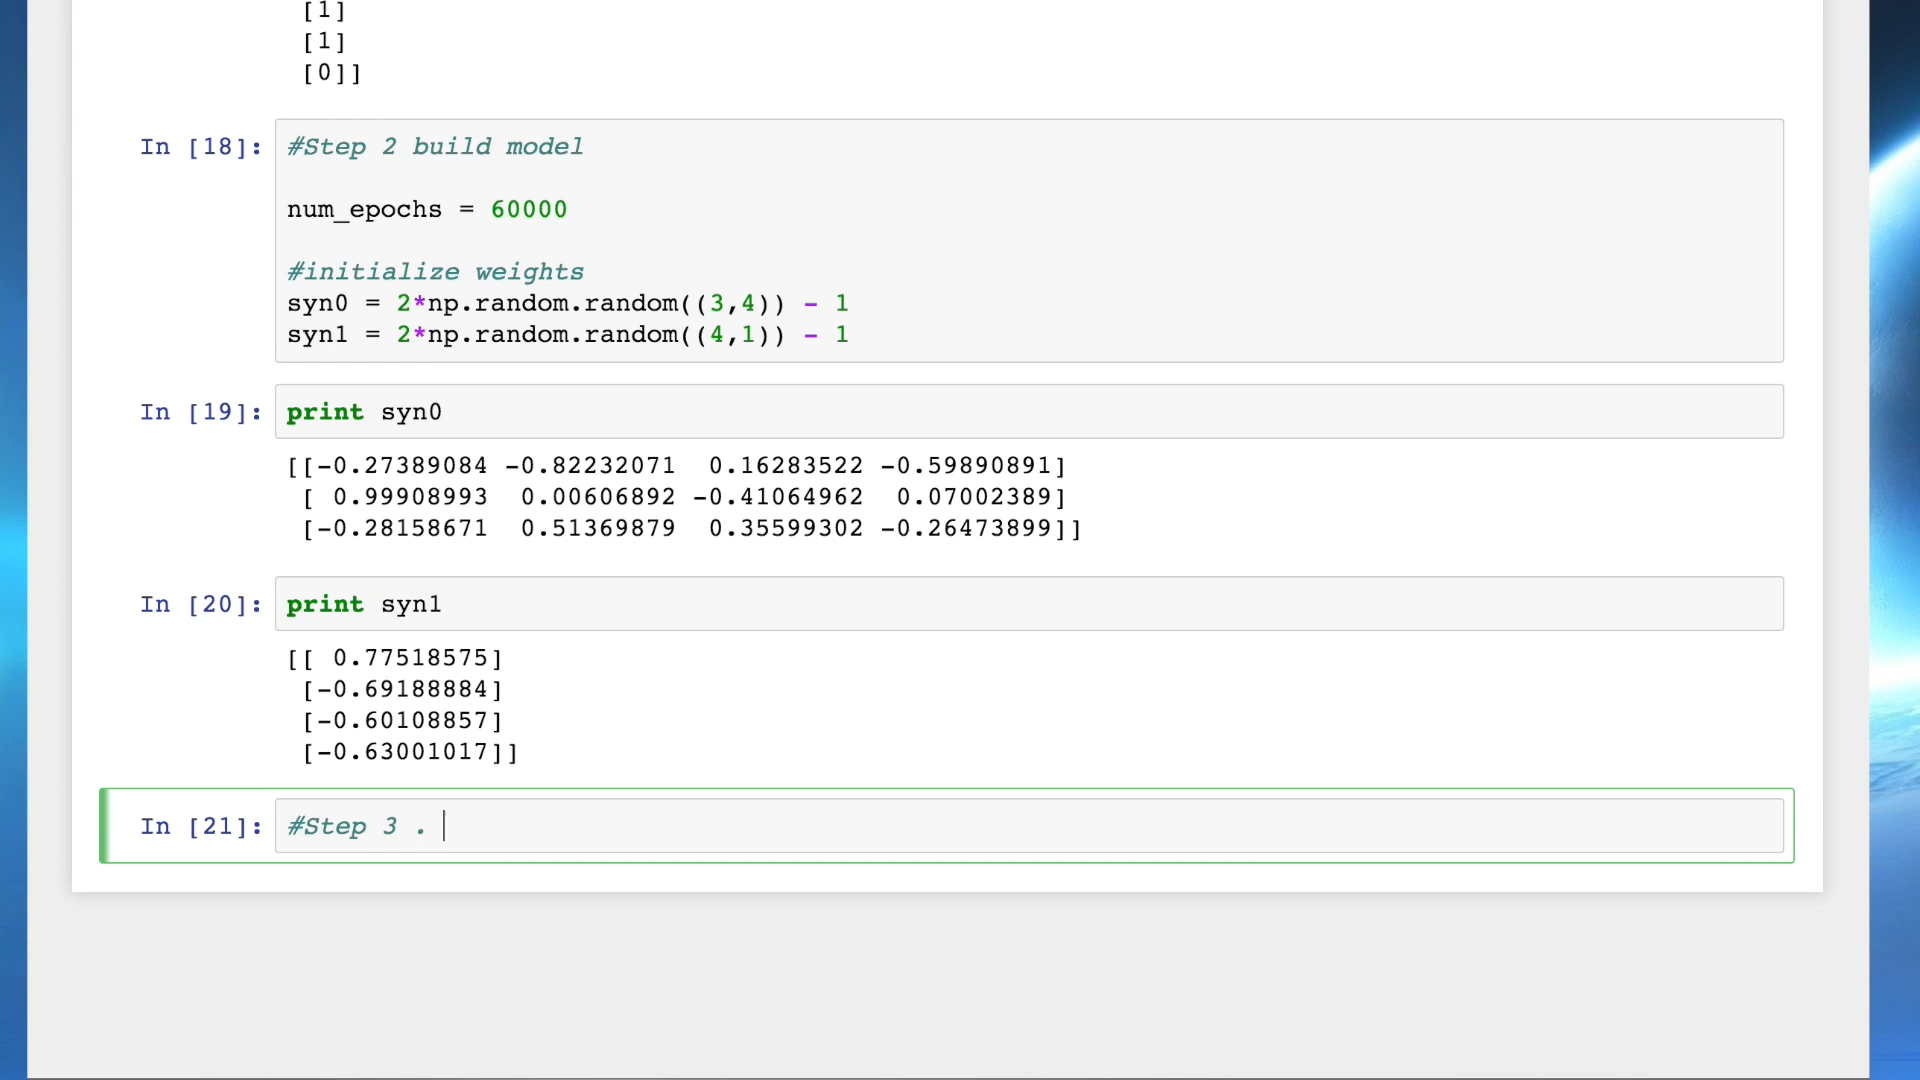 [1]
[1]
[0]]
In [18]: #Step 2 build model
num_epochs = 60000
#initialize weights
syn0 = 2*np.random.random((3,4)) - 1
syn1 = 2*np.random.random((4,1)) - 1
In [19]: print syn0
[[-0.27389084 -0.82232071  0.16283522 -0.59890891]
[ 0.99908993  0.00606892 -0.41064962  0.07002389]
[-0.28158671  0.51369879  0.35599302 -0.26473899]]
In [20]: print syn1
[[ 0.77518575]
[-0.69188884]
[-0.60108857]
[-0.63001017]]
In [21]: #Step 3 .